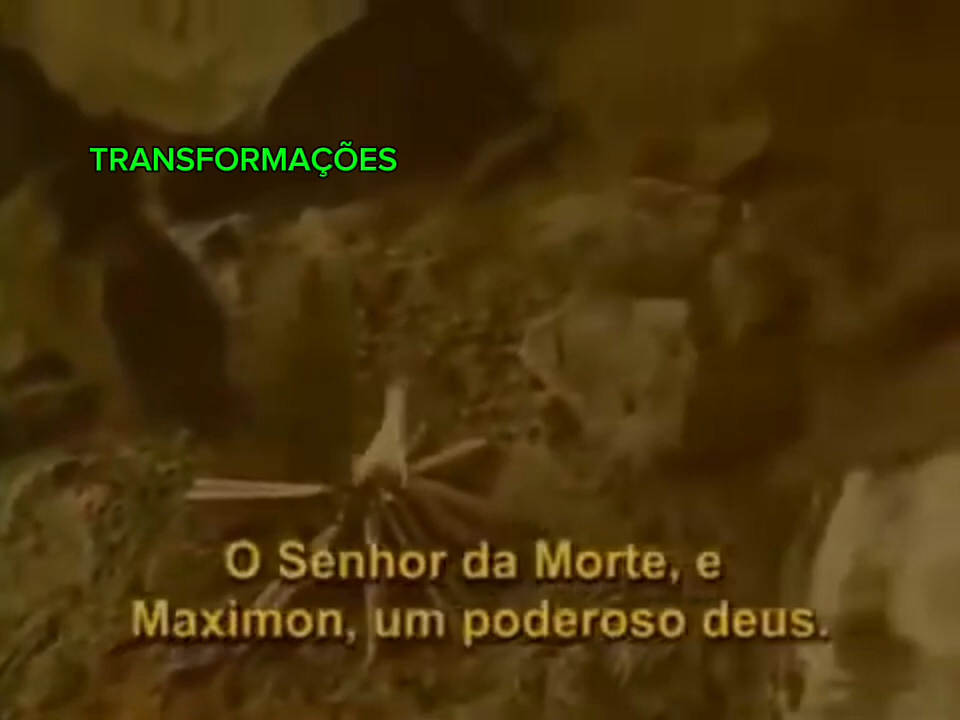 TRANSFORMAÇÕES
O Senhor da Morte, e
Maximon, um poderoso deus.